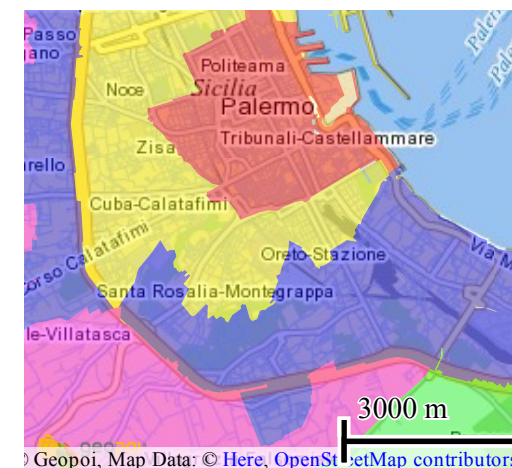 Passo
gano
Politeama
Noce
Sicilia
Palermo
Tribunali-Castellammare
Zisa
rello
Cuba-Calatafimi
orso Calatafimi
Oreto-Stazione
Via M
Santa Rosalia-Montegrappa
le-Villatasca
3000 m
Geopoi, Map Data: © Here, OpenStreetMap contributors